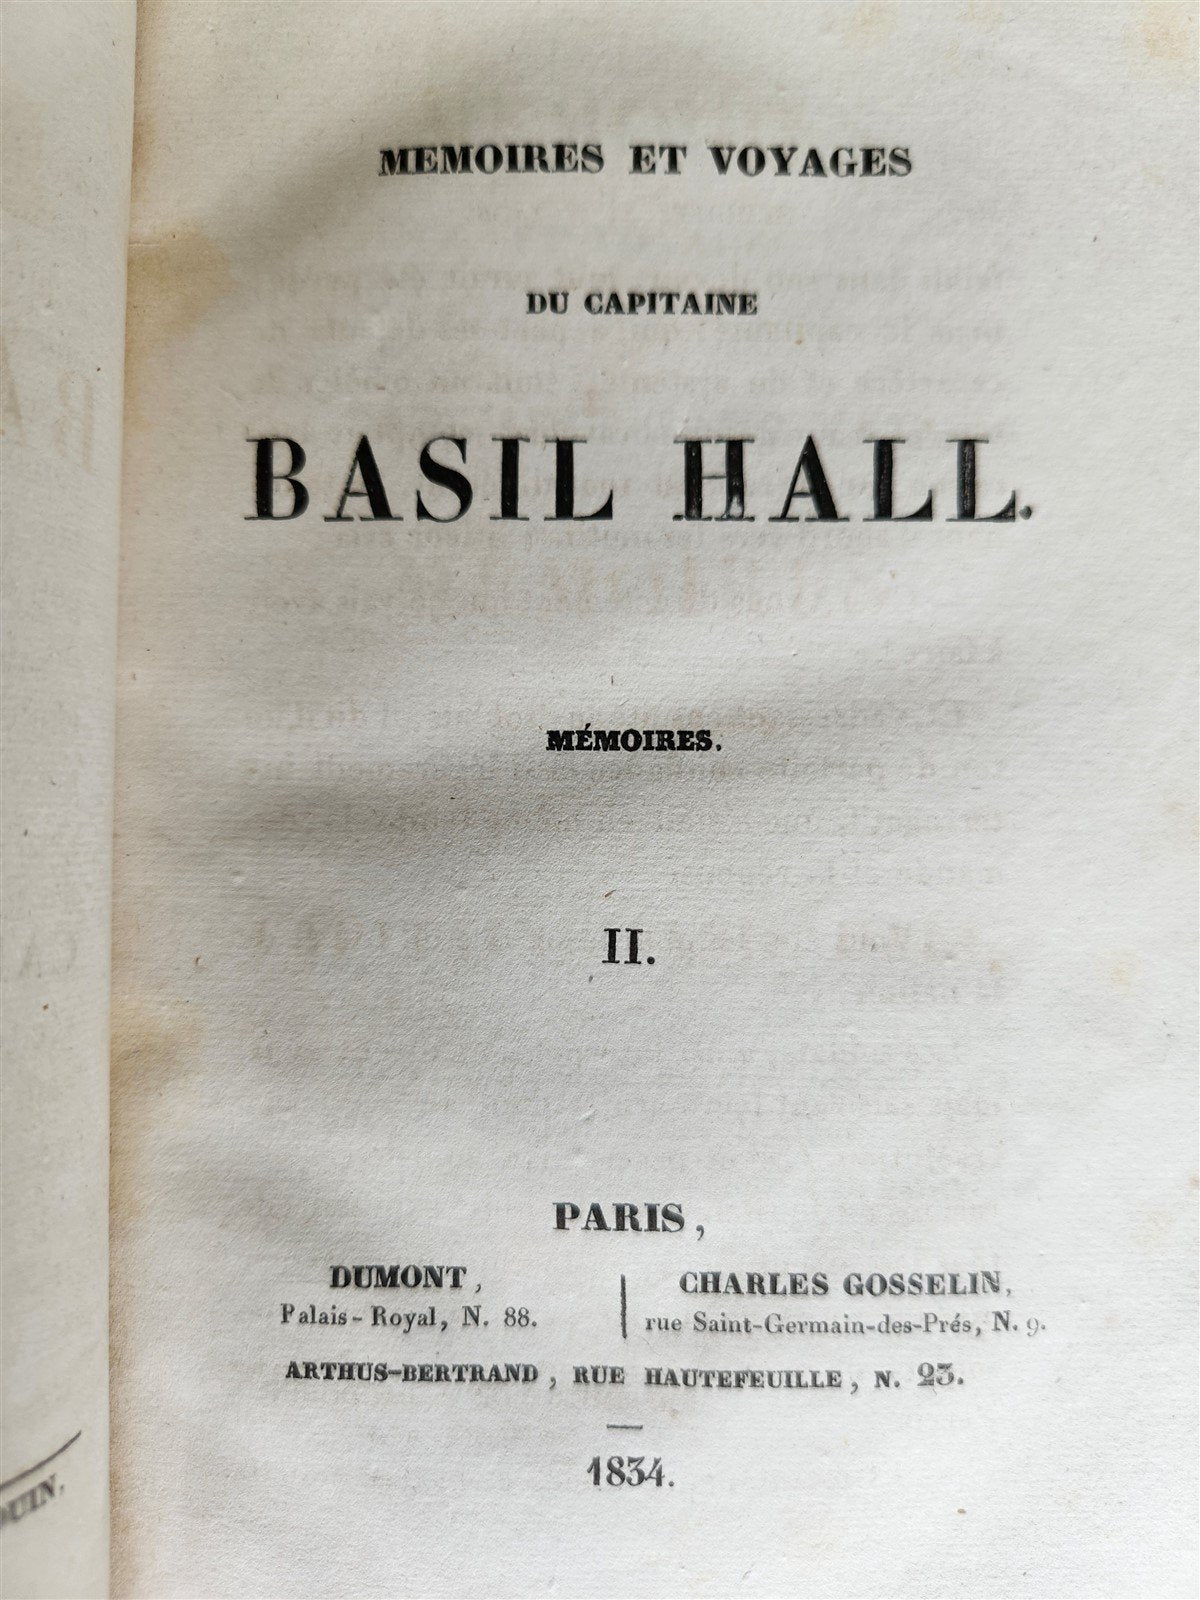 MEMOIRES ET VOYAGES
DU CAPITAINE
BASIL HALL.
MÉMOIRES.
II.
PARIS,
DUMONT,
Palais-Royal, N. 88.
CHARLES GOSSELIN,
rue Saint-Germain-des-Prés, N. 9.
ARTHUS-BERTRAND, RUE HAUTEFEUILLE, N. 23.
1834.